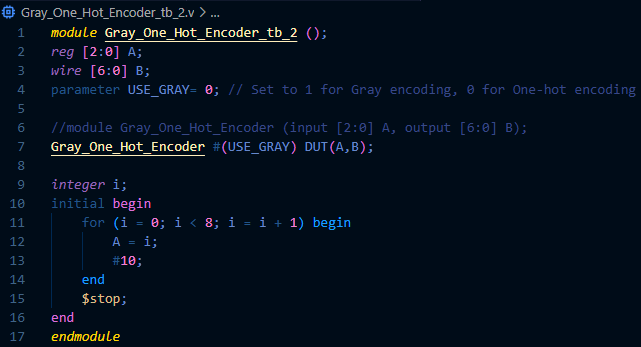 Gray_One_Hot_Encoder_tb_2.v > ...
1 module Gray_One_Hot_Encoder_tb_2 ();
2 reg [2:0] A;
3 wire [6:0] B;
4 parameter USE_GRAY= 0; // Set to 1 for Gray encoding, 0 for One-hot encoding
5
6 //module Gray_One_Hot_Encoder (input [2:0] A, output [6:0] B);
7 Gray_One_Hot_Encoder #(USE_GRAY) DUT(A,B);
8
9 integer i;
10 initial begin
11     for (i = 0; i < 8; i = i + 1) begin
12         A = i;
13         #10;
14     end
15     $stop;
16 end
17 endmodule